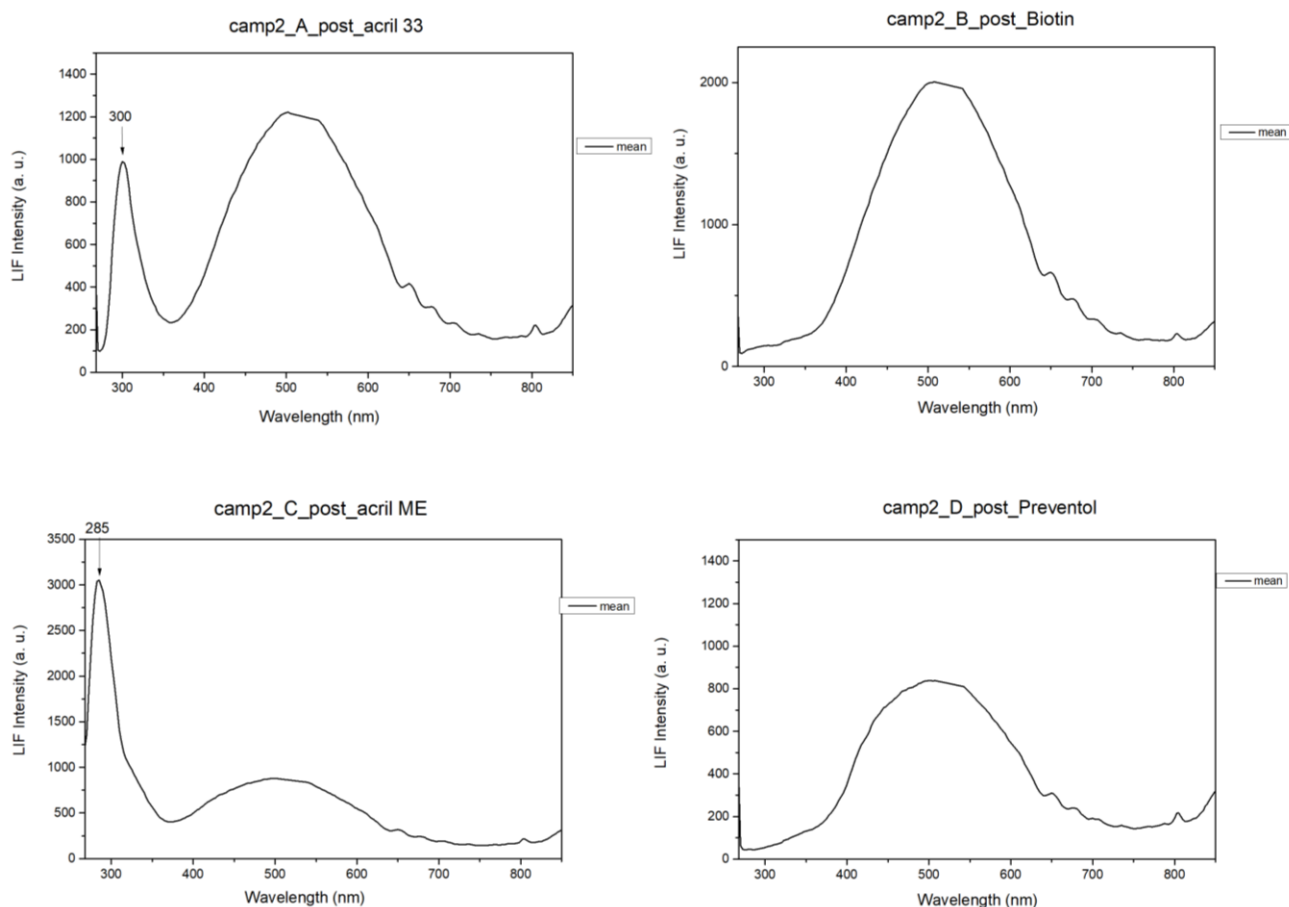 camp2_A_post_acril 33
1400
1200
1000
800
600
400
200
0
300
mean
LIF Intensity (a. u.)
300 400 500 600 700 800
Wavelength (nm)
camp2_B_post_Biotin
2000
1000
0
mean
LIF Intensity (a. u.)
300 400 500 600 700 800
Wavelength (nm)
camp2_C_post_acril ME
285
3500
3000
2500
2000
1500
1000
500
0
mean
LIF Intensity (a. u.)
300 400 500 600 700 800
Wavelength (nm)
camp2_D_post_Preventol
1400
1200
1000
800
600
400
200
0
mean
LIF Intensity (a. u.)
300 400 500 600 700 800
Wavelength (nm)